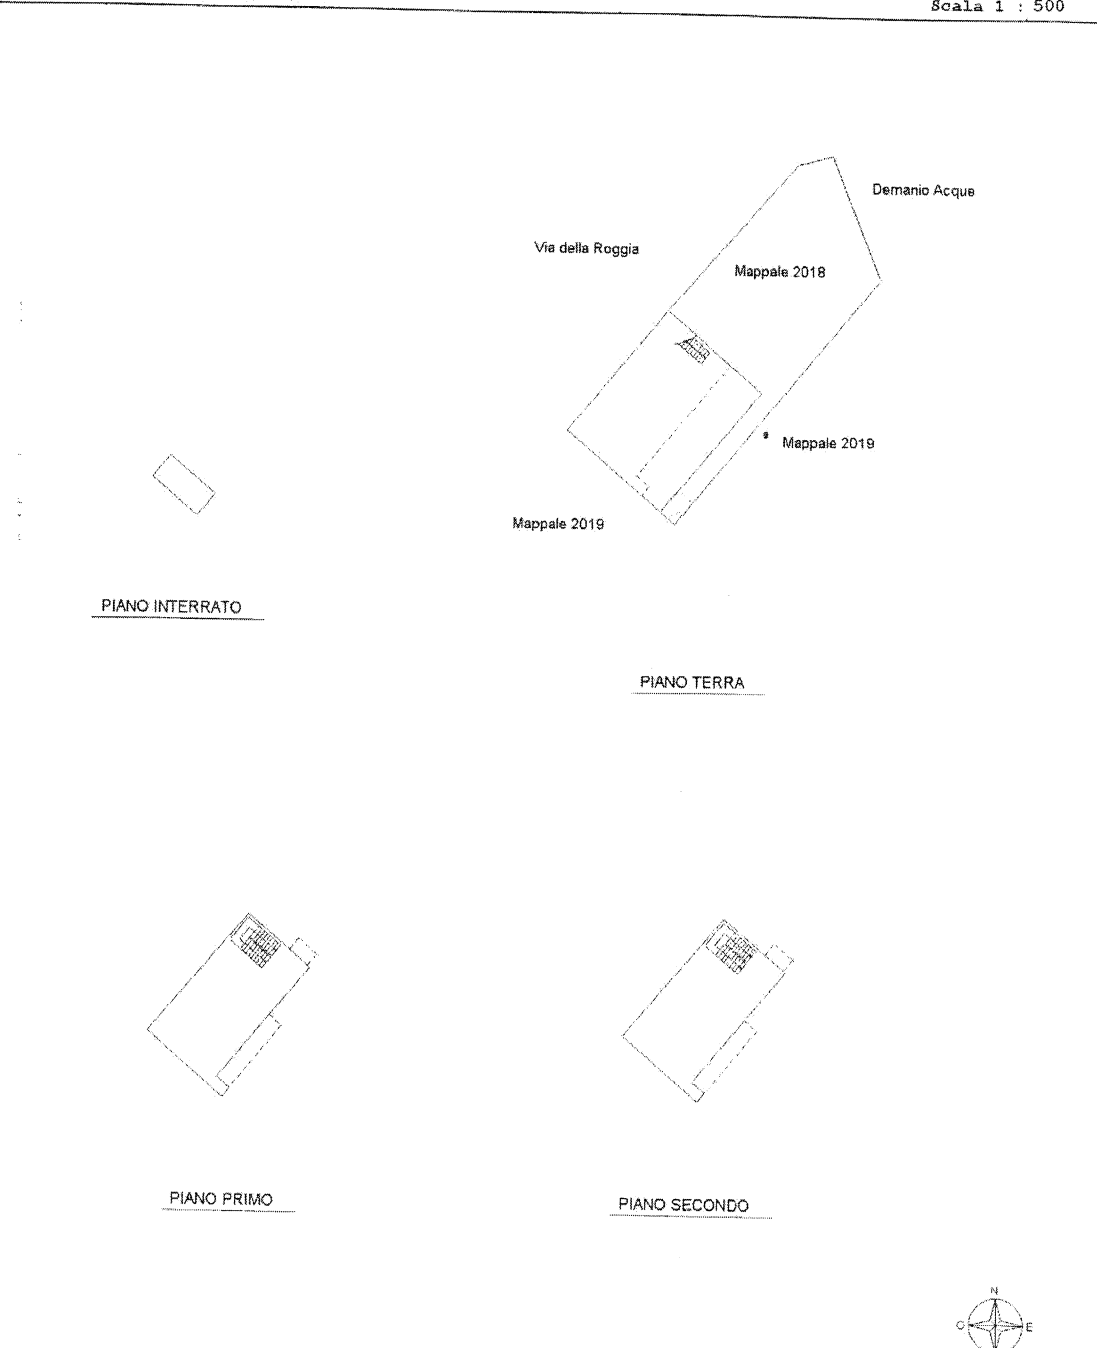 Scala 1 : 500
Demanio Acque
Via della Roggia
Mappale 2018
Mappale 2019
Mappale 2019
PIANO INTERRATO
PIANO TERRA
PIANO PRIMO
PIANO SECONDO
N
O E